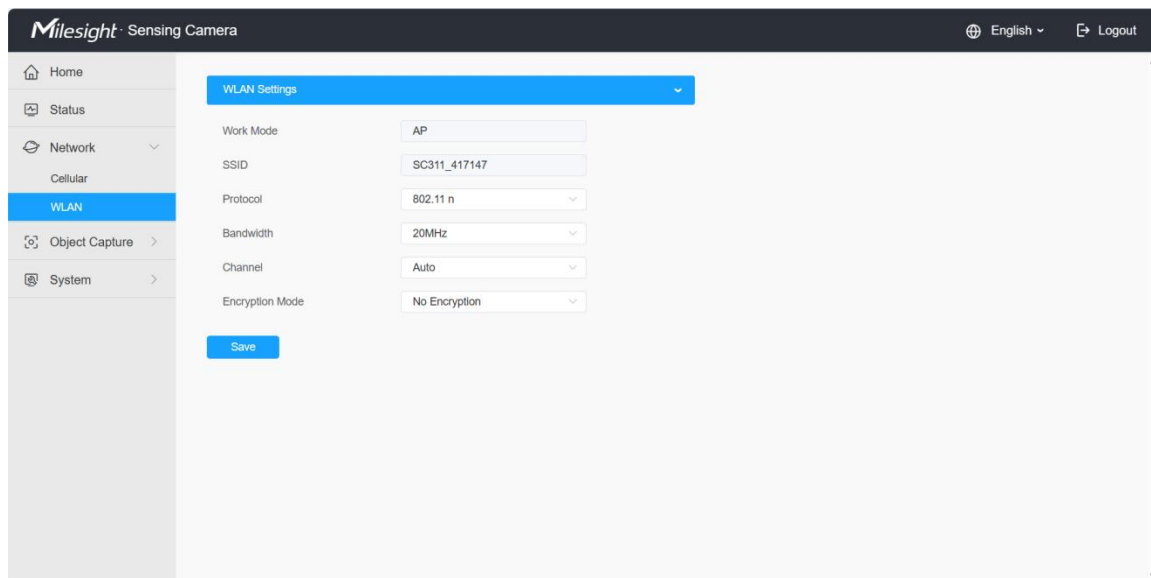 Milesight · Sensing Camera
English
Logout
Home
Status
Network
Cellular
WLAN
Object Capture
System
WLAN Settings
Work Mode AP
SSID SC311_417147
Protocol 802.11 n
Bandwidth 20MHz
Channel Auto
Encryption Mode No Encryption
Save